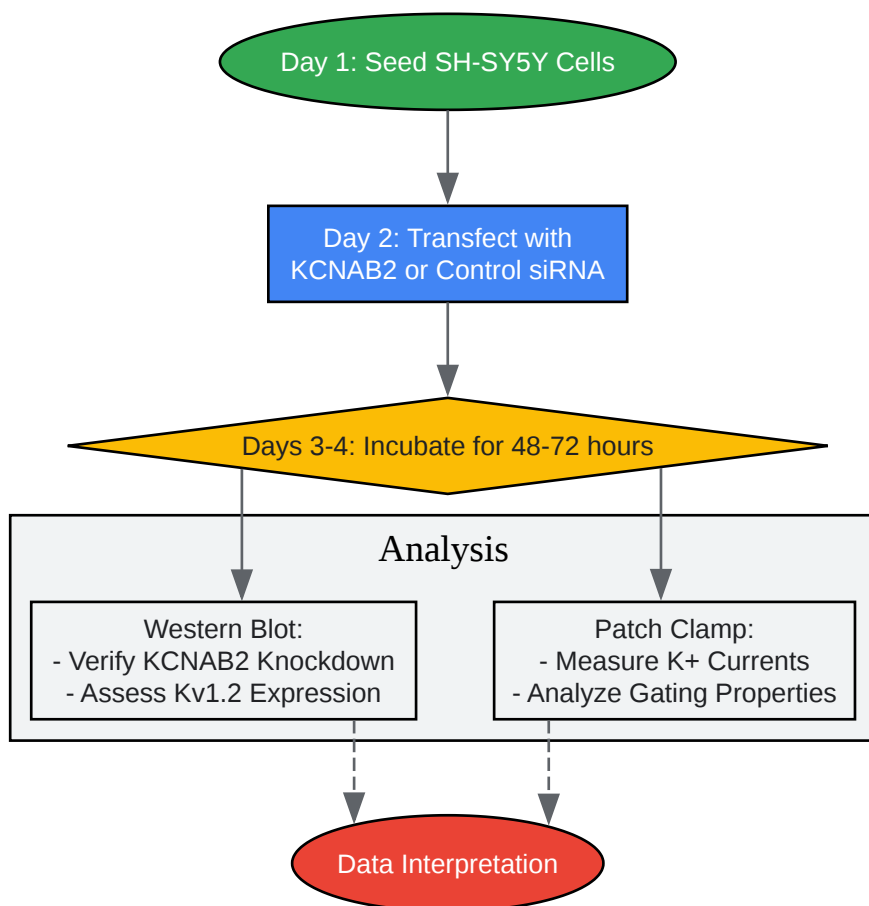 Day 1: Seed SH-SY5Y Cells
Day 2: Transfect with
KCNAB2 or Control siRNA
Days 3-4: Incubate for 48-72 hours
Analysis
Western Blot:
- Verify KCNAB2 Knockdown
- Assess Kv1.2 Expression
Patch Clamp:
- Measure K+ Currents
- Analyze Gating Properties
Data Interpretation